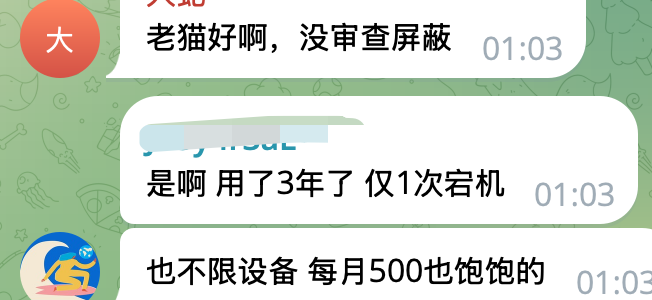 大
老猫好啊，没审查屏蔽 01:03
是啊 用了3年了 仅1次宕机 01:03
也不限设备 每月500也饱饱的 01:03